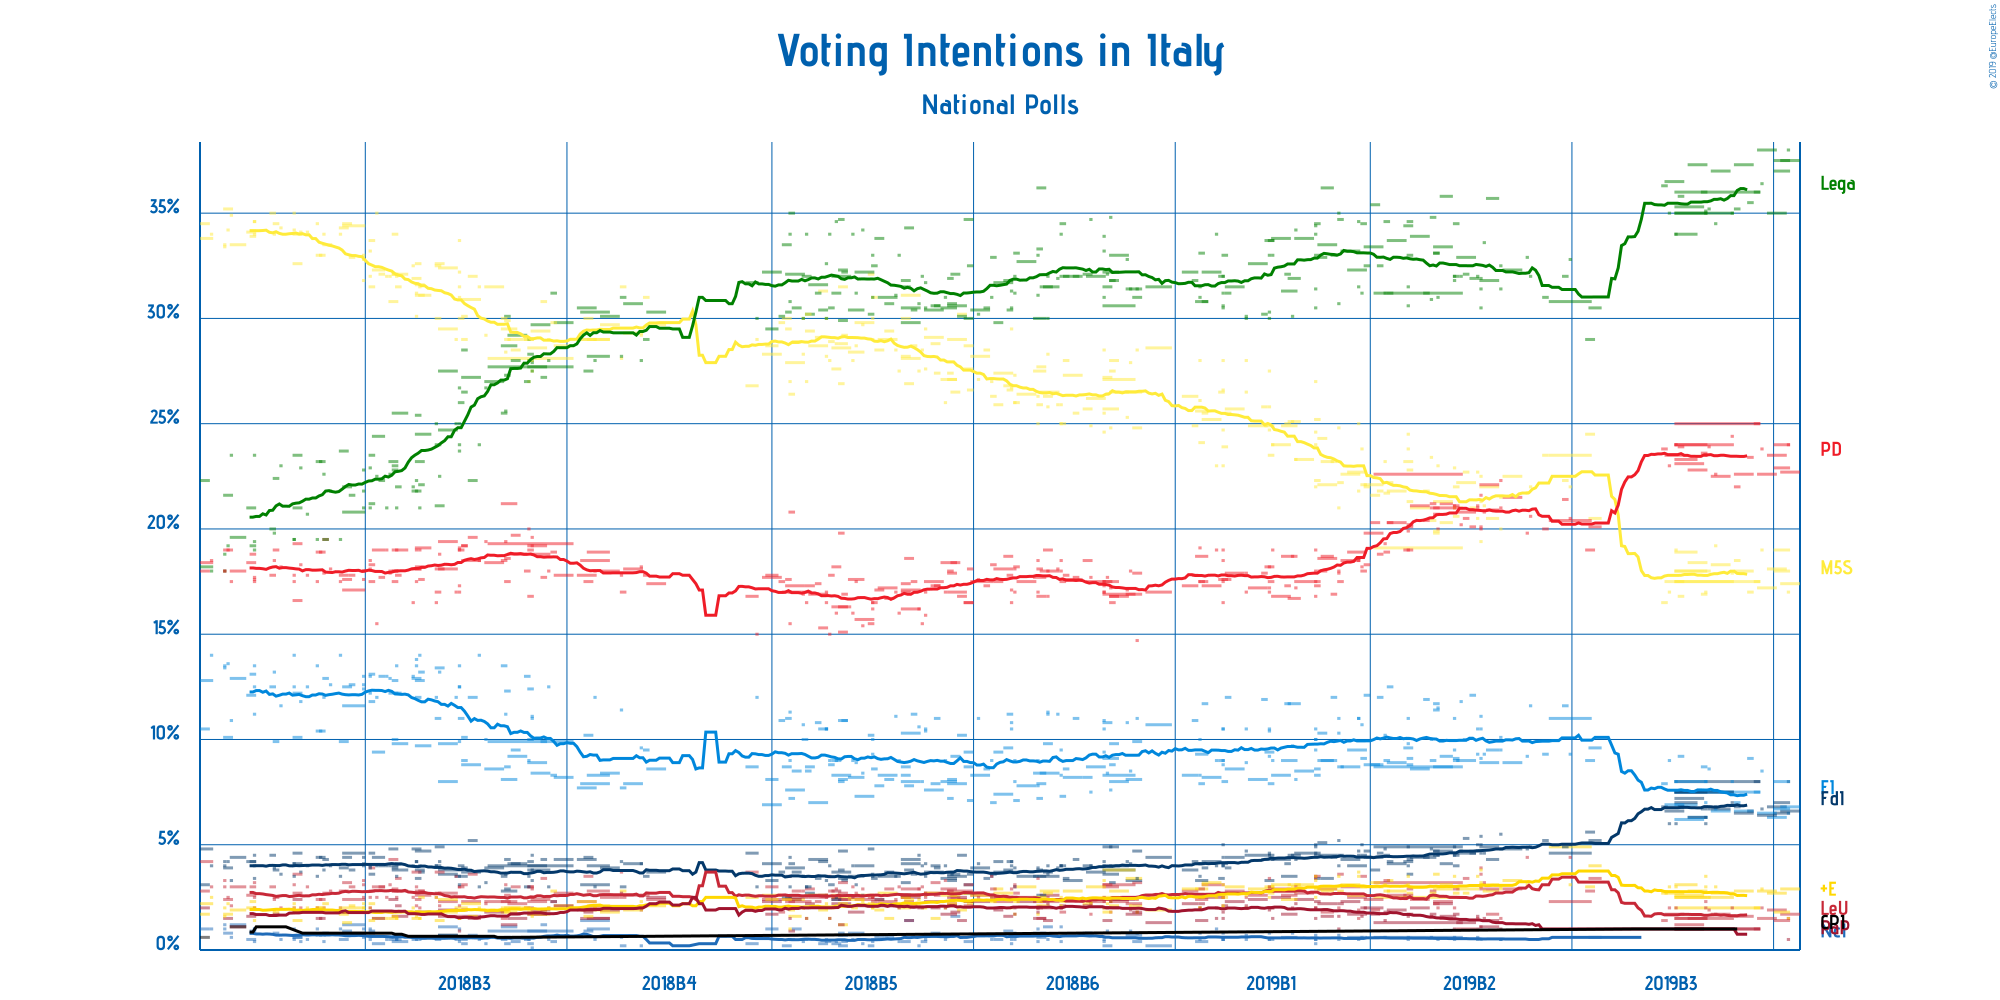 Voting Intentions in Italy
National Polls
© 2019 @EuropeElects
35%
30%
25%
20%
15%
10%
5%
0%
Lega
PD
M5S
FI
FdI
+E
LeU
2018B3
2018B4
2018B5
2018B6
2019B1
2019B2
2019B3